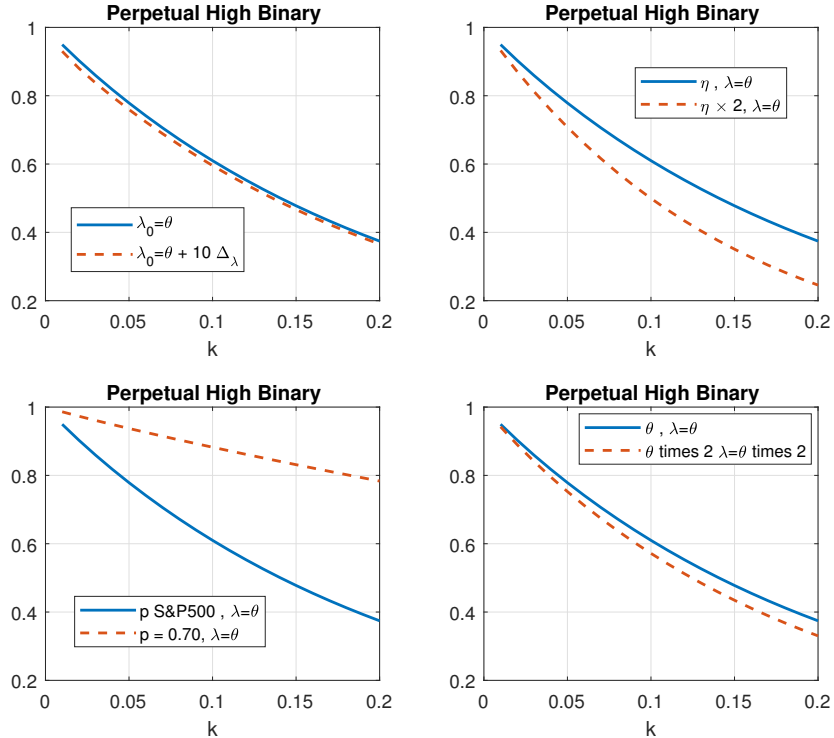 Perpetual High Binary
1
0.8
0.6
0.4
0.2
0
0.05
0.1
0.15
0.2
k
λ₀=θ
λ₀=θ + 10 Δ_λ
Perpetual High Binary
1
0.8
0.6
0.4
0.2
0
0.05
0.1
0.15
0.2
k
η , λ=θ
η × 2, λ=θ
Perpetual High Binary
1
0.8
0.6
0.4
0.2
0
0.05
0.1
0.15
0.2
k
p S&P500 , λ=θ
p = 0.70, λ=θ
Perpetual High Binary
1
0.8
0.6
0.4
0.2
0
0.05
0.1
0.15
0.2
k
θ , λ=θ
θ times 2 λ=θ times 2